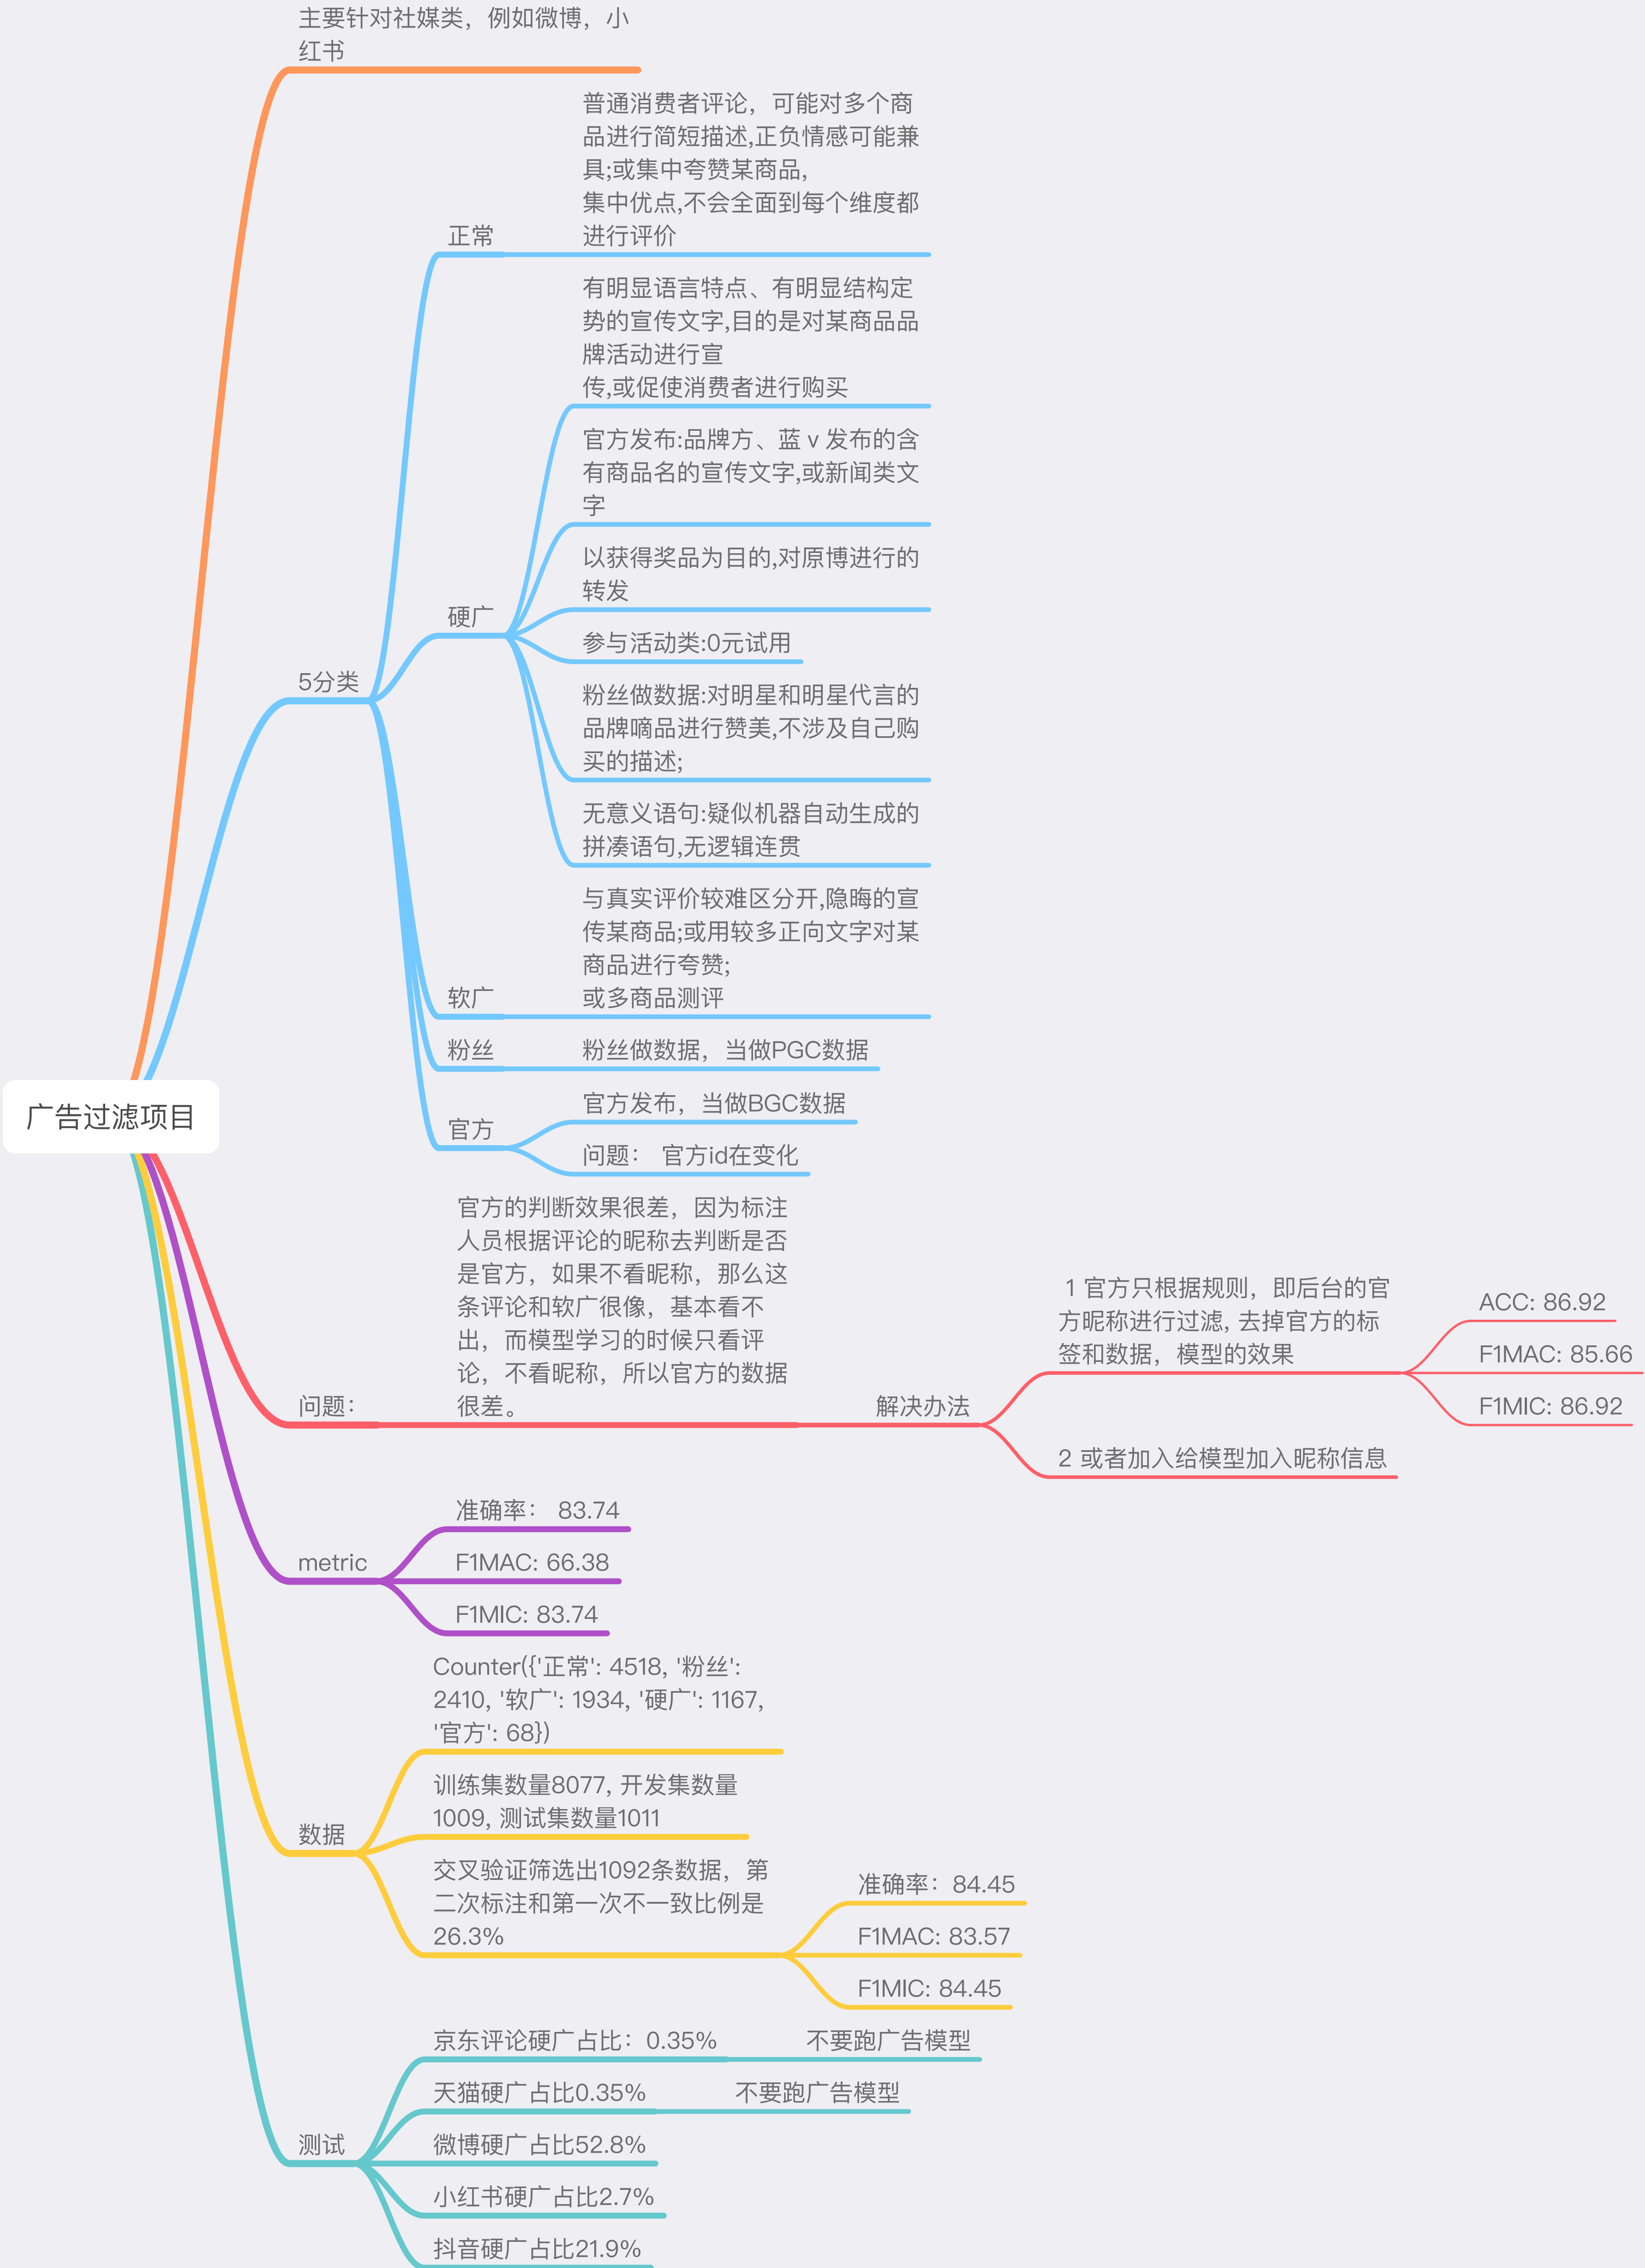 主要针对社媒类，例如微博，小
红书
普通消费者评论，可能对多个商
品进行简短描述,正负情感可能兼
具;或集中夸赞某商品,
集中优点,不会全面到每个维度都
进行评价
正常
有明显语言特点、有明显结构定
势的宣传文字,目的是对某商品品
牌活动进行宣
传,或促使消费者进行购买
官方发布:品牌方、蓝 v 发布的含
有商品名的宣传文字,或新闻类文
字
以获得奖品为目的,对原博进行的
转发
硬广
参与活动类:0元试用
5分类
粉丝做数据:对明星和明星代言的
品牌嘀品进行赞美,不涉及自己购
买的描述;
无意义语句:疑似机器自动生成的
拼凑语句,无逻辑连贯
与真实评价较难区分开,隐晦的宣
传某商品;或用较多正向文字对某
商品进行夸赞;
或多商品测评
软广
粉丝
粉丝做数据，当做PGC数据
广告过滤项目
官方发布，当做BGC数据
官方
问题： 官方id在变化
官方的判断效果很差，因为标注
人员根据评论的昵称去判断是否
是官方，如果不看昵称，那么这
条评论和软广很像，基本看不
出，而模型学习的时候只看评
论，不看昵称，所以官方的数据
很差。
问题：
解决办法
1 官方只根据规则，即后台的官
方昵称进行过滤, 去掉官方的标
签和数据，模型的效果
ACC: 86.92
F1MAC: 85.66
F1MIC: 86.92
2 或者加入给模型加入昵称信息
准确率： 83.74
metric
F1MAC: 66.38
F1MIC: 83.74
Counter({'正常': 4518, '粉丝':
2410, '软广': 1934, '硬广': 1167,
'官方': 68})
训练集数量8077, 开发集数量
1009, 测试集数量1011
数据
交叉验证筛选出1092条数据，第
二次标注和第一次不一致比例是
26.3%
准确率：84.45
F1MAC: 83.57
F1MIC: 84.45
京东评论硬广占比：0.35%
不要跑广告模型
天猫硬广占比0.35%
不要跑广告模型
测试
微博硬广占比52.8%
小红书硬广占比2.7%
抖音硬广占比21.9%